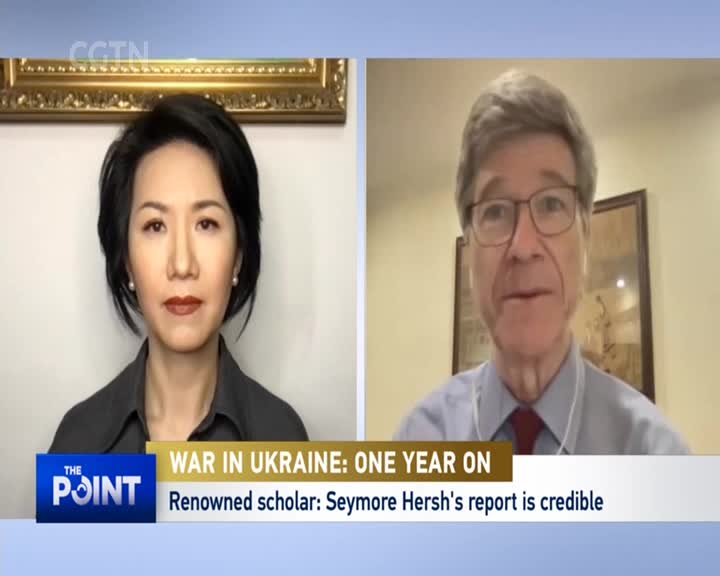 CGTN
WAR IN UKRAINE: ONE YEAR ON
THE
POINT
Renowned scholar: Seymore Hersh's report is credible